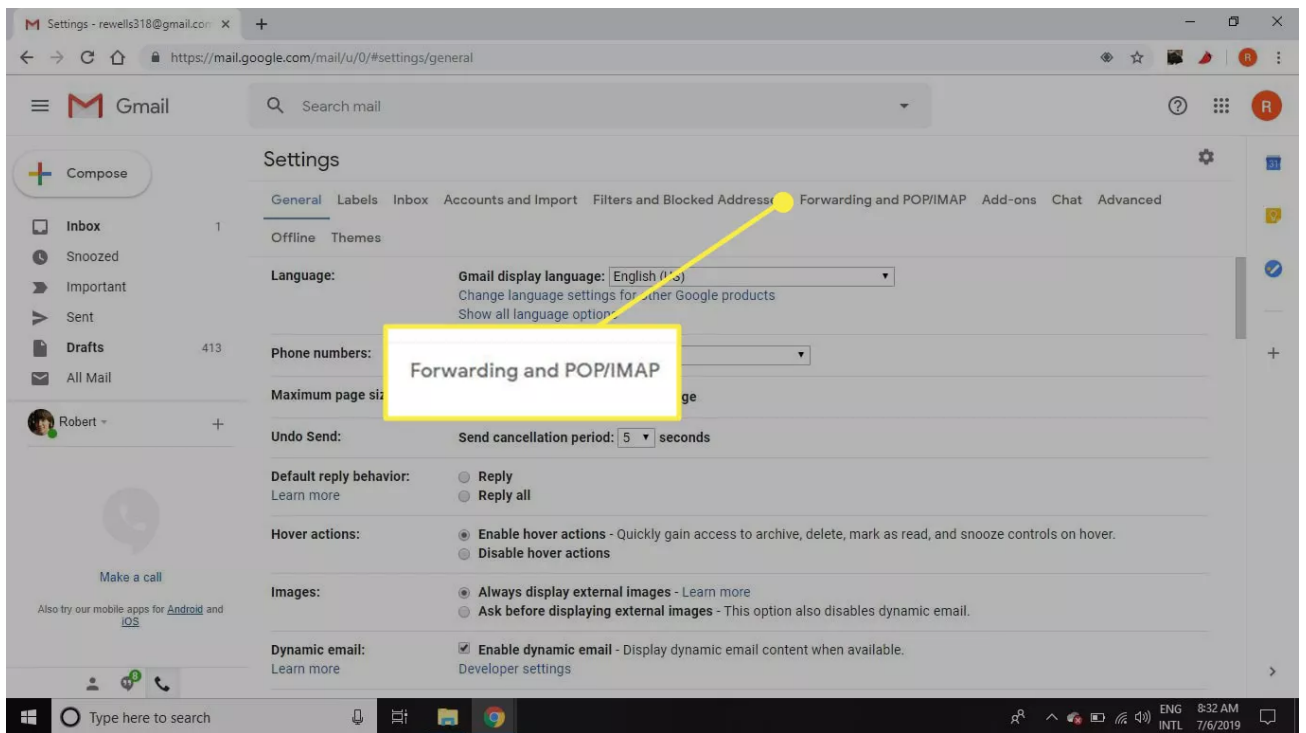 Settings - rewells318@gmail.com
https://mail.google.com/mail/u/0/#settings/general
R
Gmail
Search mail
R
Compose
Settings
31
General Labels Inbox Accounts and Import Filters and Blocked Addresse Forwarding and POP/IMAP Add-ons Chat Advanced
Offline Themes
Inbox 1
Snoozed
Important
Sent
Drafts 413
All Mail
Robert
Make a call
Also try our mobile apps for Android and
iOS
Language: Gmail display language: English (US)
Change language settings for other Google products
Show all language options
Phone numbers:
Forwarding and POP/IMAP
Maximum page siz ge
Undo Send: Send cancellation period: 5 seconds
Default reply behavior: Reply
Learn more Reply all
Hover actions: Enable hover actions - Quickly gain access to archive, delete, mark as read, and snooze controls on hover.
Disable hover actions
Images: Always display external images - Learn more
Ask before displaying external images - This option also disables dynamic email.
Dynamic email: Enable dynamic email - Display dynamic email content when available.
Learn more Developer settings
Type here to search
ENG 8:32 AM
INTL 7/6/2019